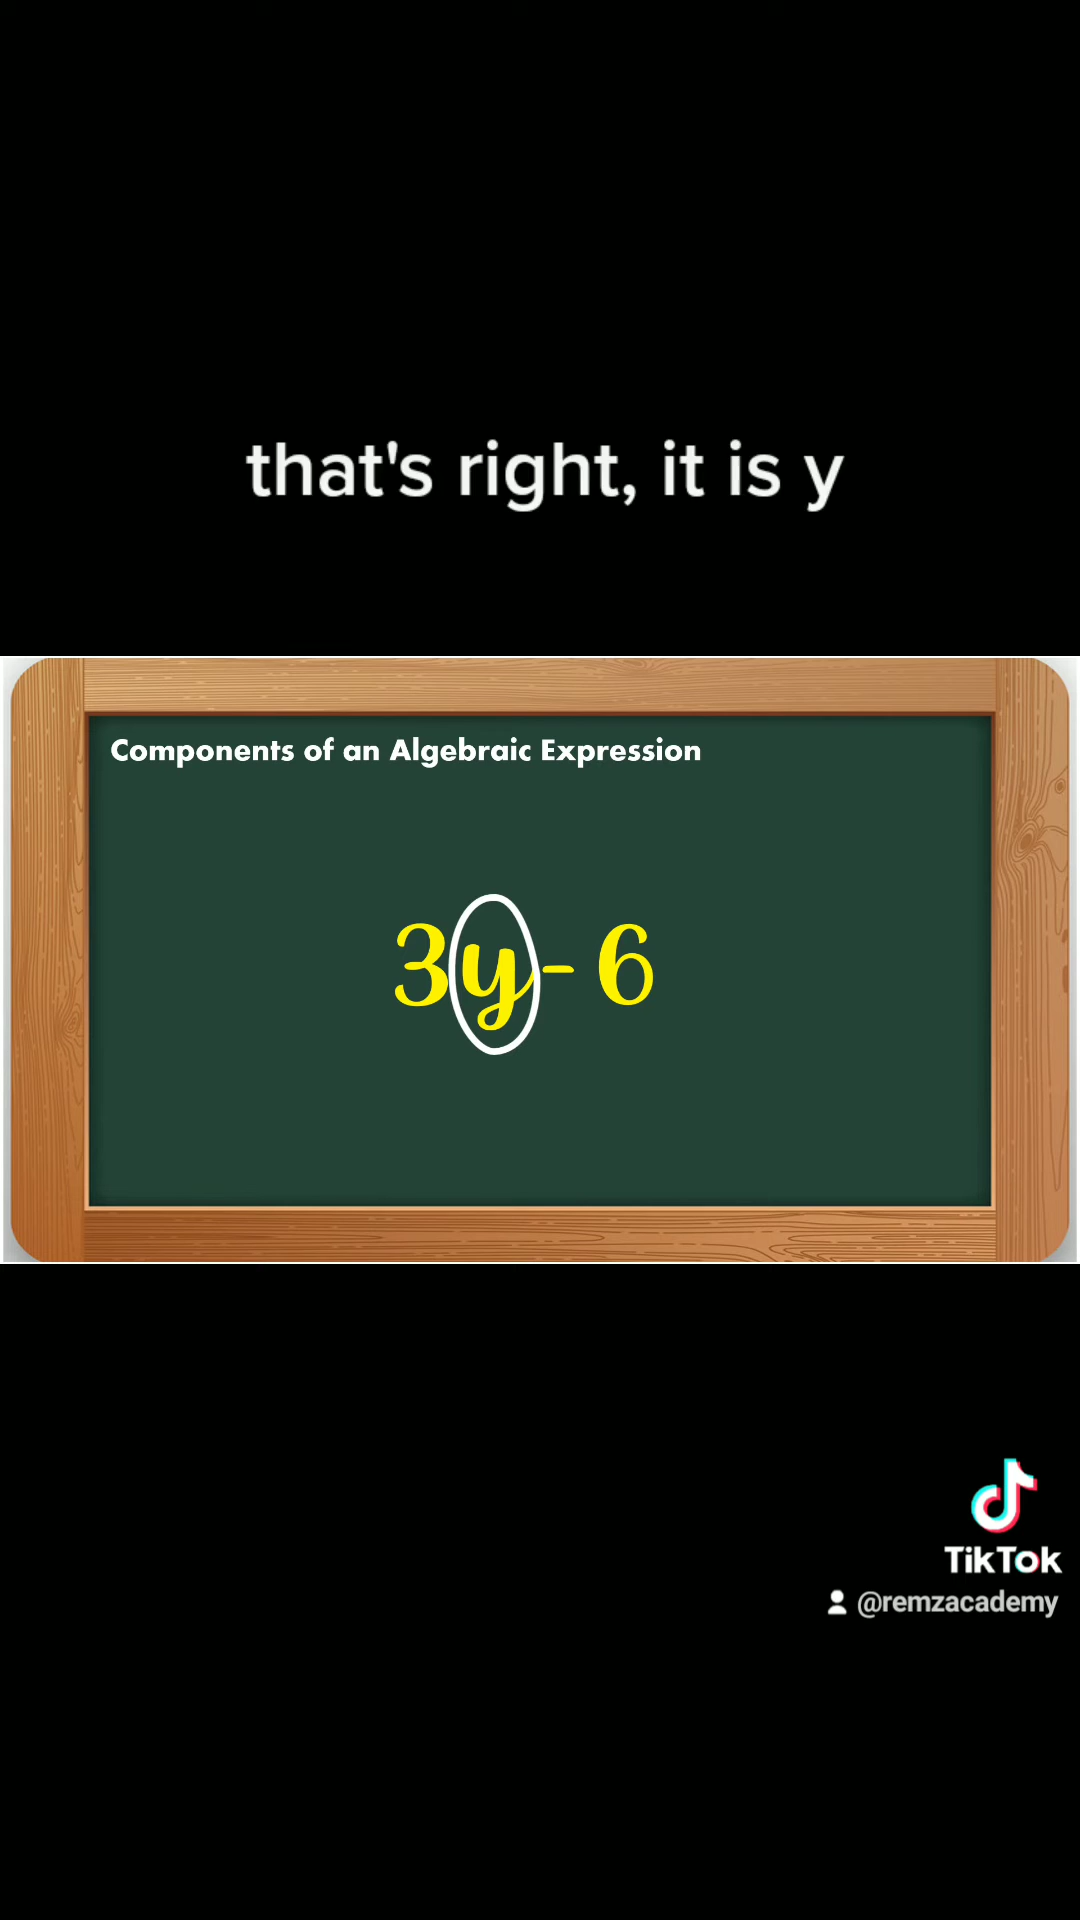 that's right, it is y
Components of an Algebraic Expression
3y - 6
TikTok
@remzacademy